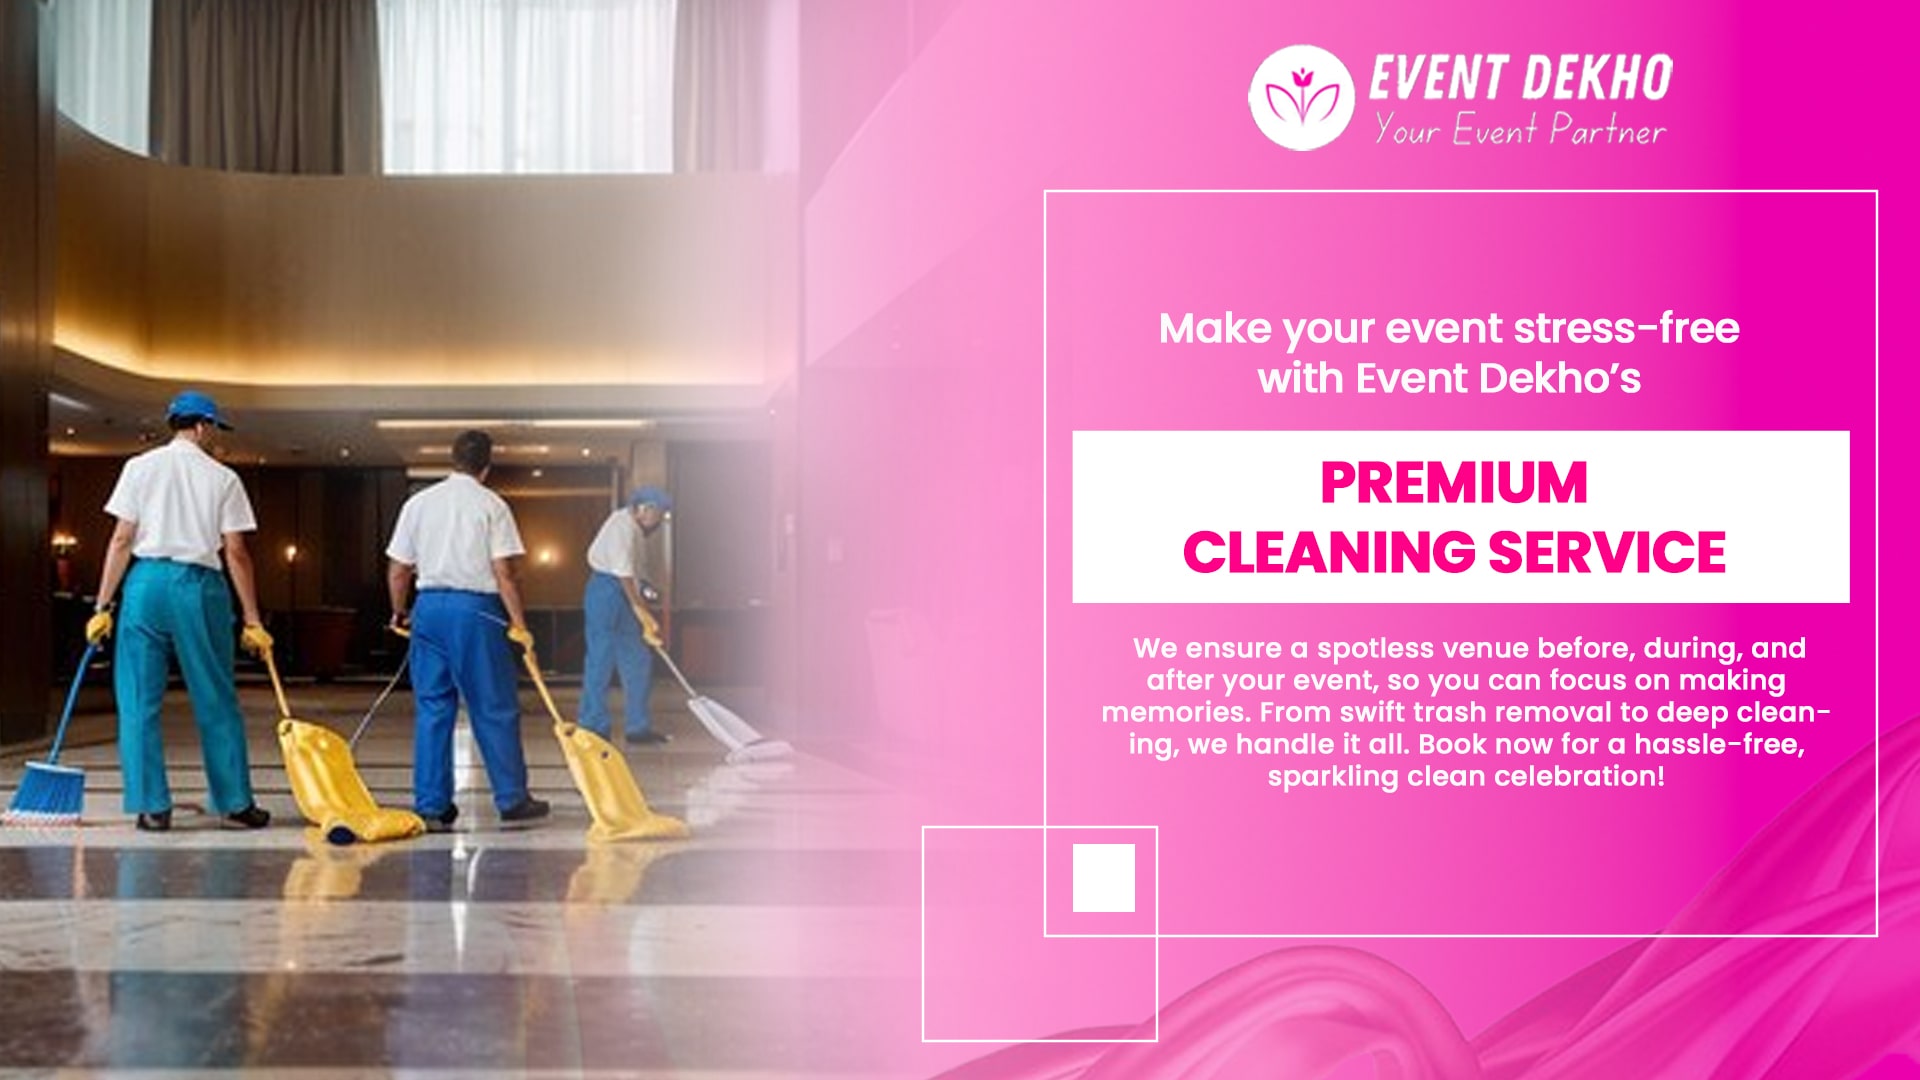 EVENT DEKHO
Your Event Partner
Make your event stress-free
with Event Dekho’s
PREMIUM
CLEANING SERVICE
We ensure a spotless venue before, during, and
after your event, so you can focus on making
memories. From swift trash removal to deep clean-
ing, we handle it all. Book now for a hassle-free,
sparkling clean celebration!